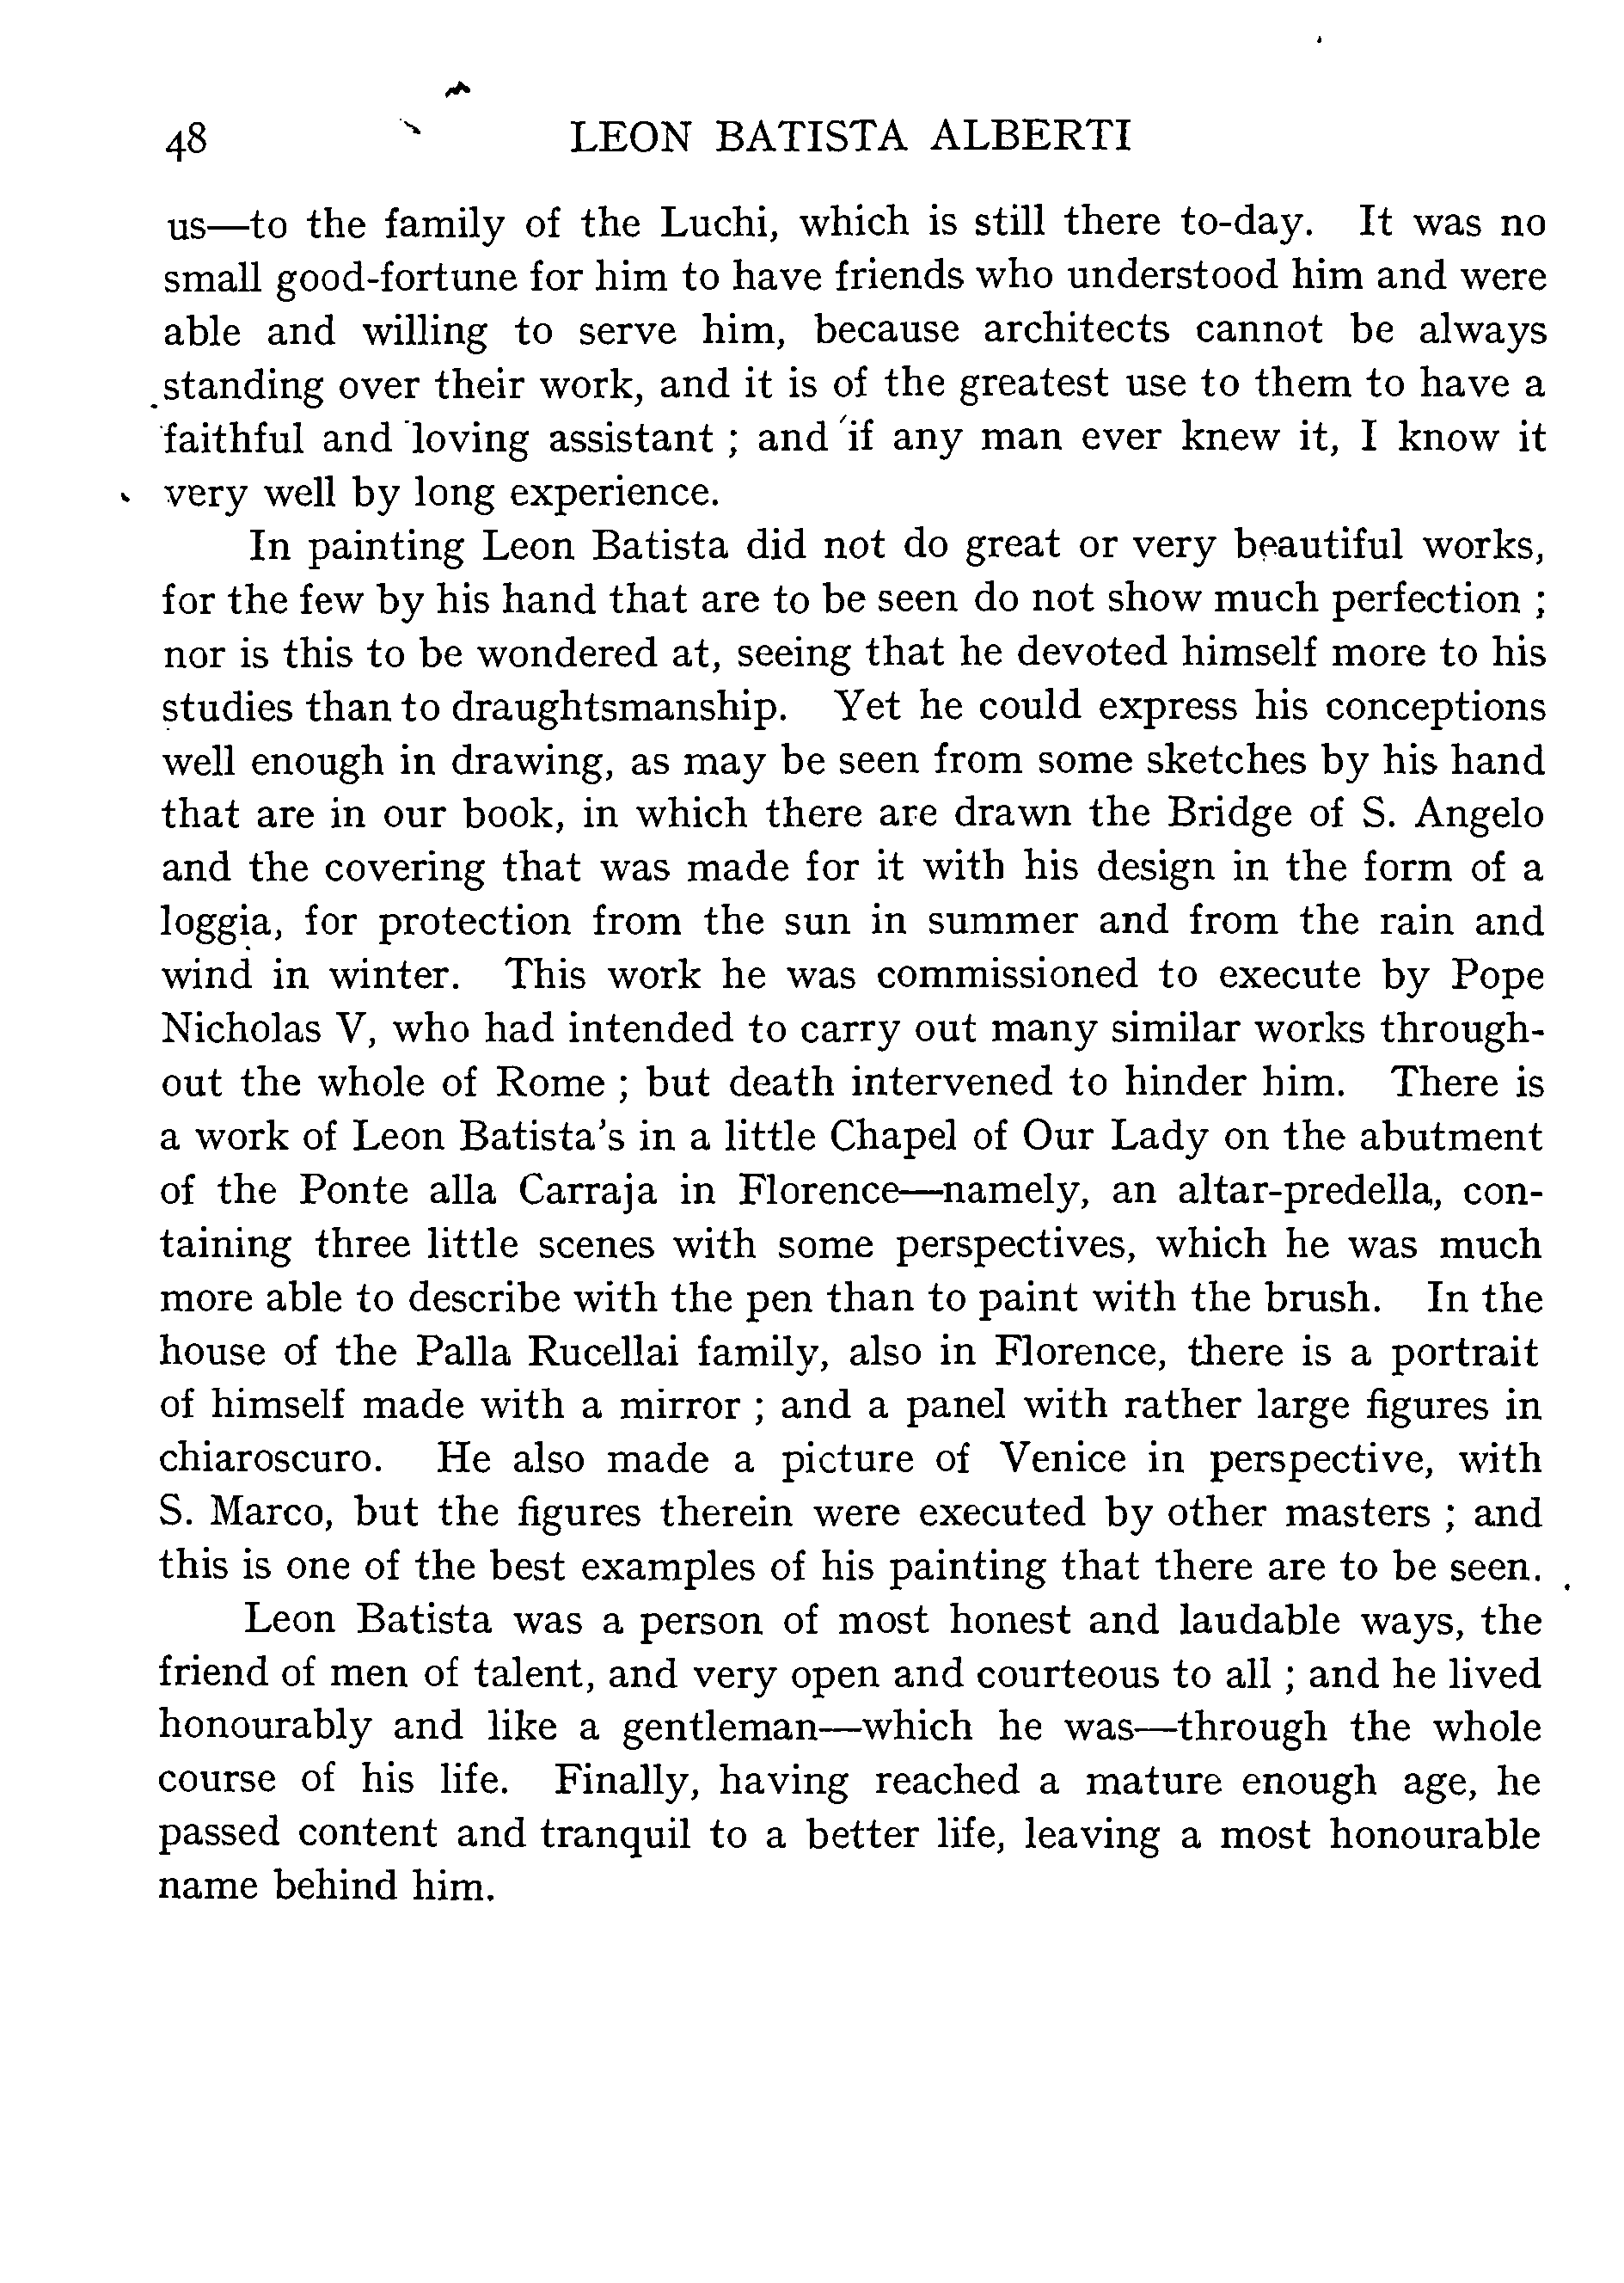 48 LEON BATISTA ALBERTI
us—to the family of the Luchi, which is still there to-day. It was no
small good-fortune for him to have friends who understood him and were
able and willing to serve him, because architects cannot be always
standing over their work, and it is of the greatest use to them to have a
faithful and loving assistant ; and if any man ever knew it, I know it
very well by long experience.
In painting Leon Batista did not do great or very beautiful works,
for the few by his hand that are to be seen do not show much perfection ;
nor is this to be wondered at, seeing that he devoted himself more to his
studies than to draughtsmanship. Yet he could express his conceptions
well enough in drawing, as may be seen from some sketches by his hand
that are in our book, in which there are drawn the Bridge of S. Angelo
and the covering that was made for it with his design in the form of a
loggia, for protection from the sun in summer and from the rain and
wind in winter. This work he was commissioned to execute by Pope
Nicholas V, who had intended to carry out many similar works through-
out the whole of Rome ; but death intervened to hinder him. There is
a work of Leon Batista's in a little Chapel of Our Lady on the abutment
of the Ponte alla Carraja in Florence—namely, an altar-predella, con-
taining three little scenes with some perspectives, which he was much
more able to describe with the pen than to paint with the brush. In the
house of the Palla Rucellai family, also in Florence, there is a portrait
of himself made with a mirror ; and a panel with rather large figures in
chiaroscuro. He also made a picture of Venice in perspective, with
S. Marco, but the figures therein were executed by other masters ; and
this is one of the best examples of his painting that there are to be seen.
Leon Batista was a person of most honest and laudable ways, the
friend of men of talent, and very open and courteous to all ; and he lived
honourably and like a gentleman—which he was—through the whole
course of his life. Finally, having reached a mature enough age, he
passed content and tranquil to a better life, leaving a most honourable
name behind him.